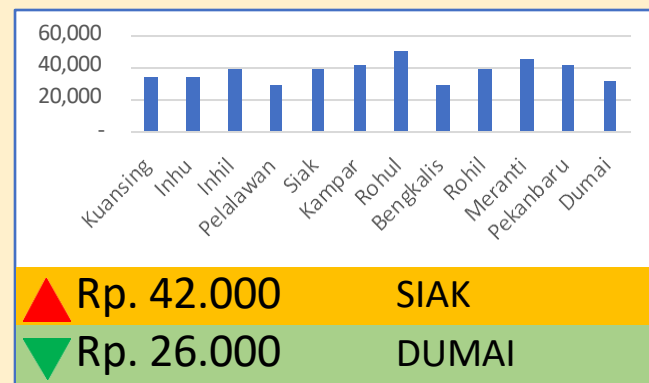 60,000
40,000
20,000
-
Kuansing
Inhu
Inhil
Pelalawan
Siak
Kampar
Rohul
Bengkalis
Rohil
Meranti
Pekanbaru
Dumai
Rp. 42.000 SIAK
Rp. 26.000 DUMAI